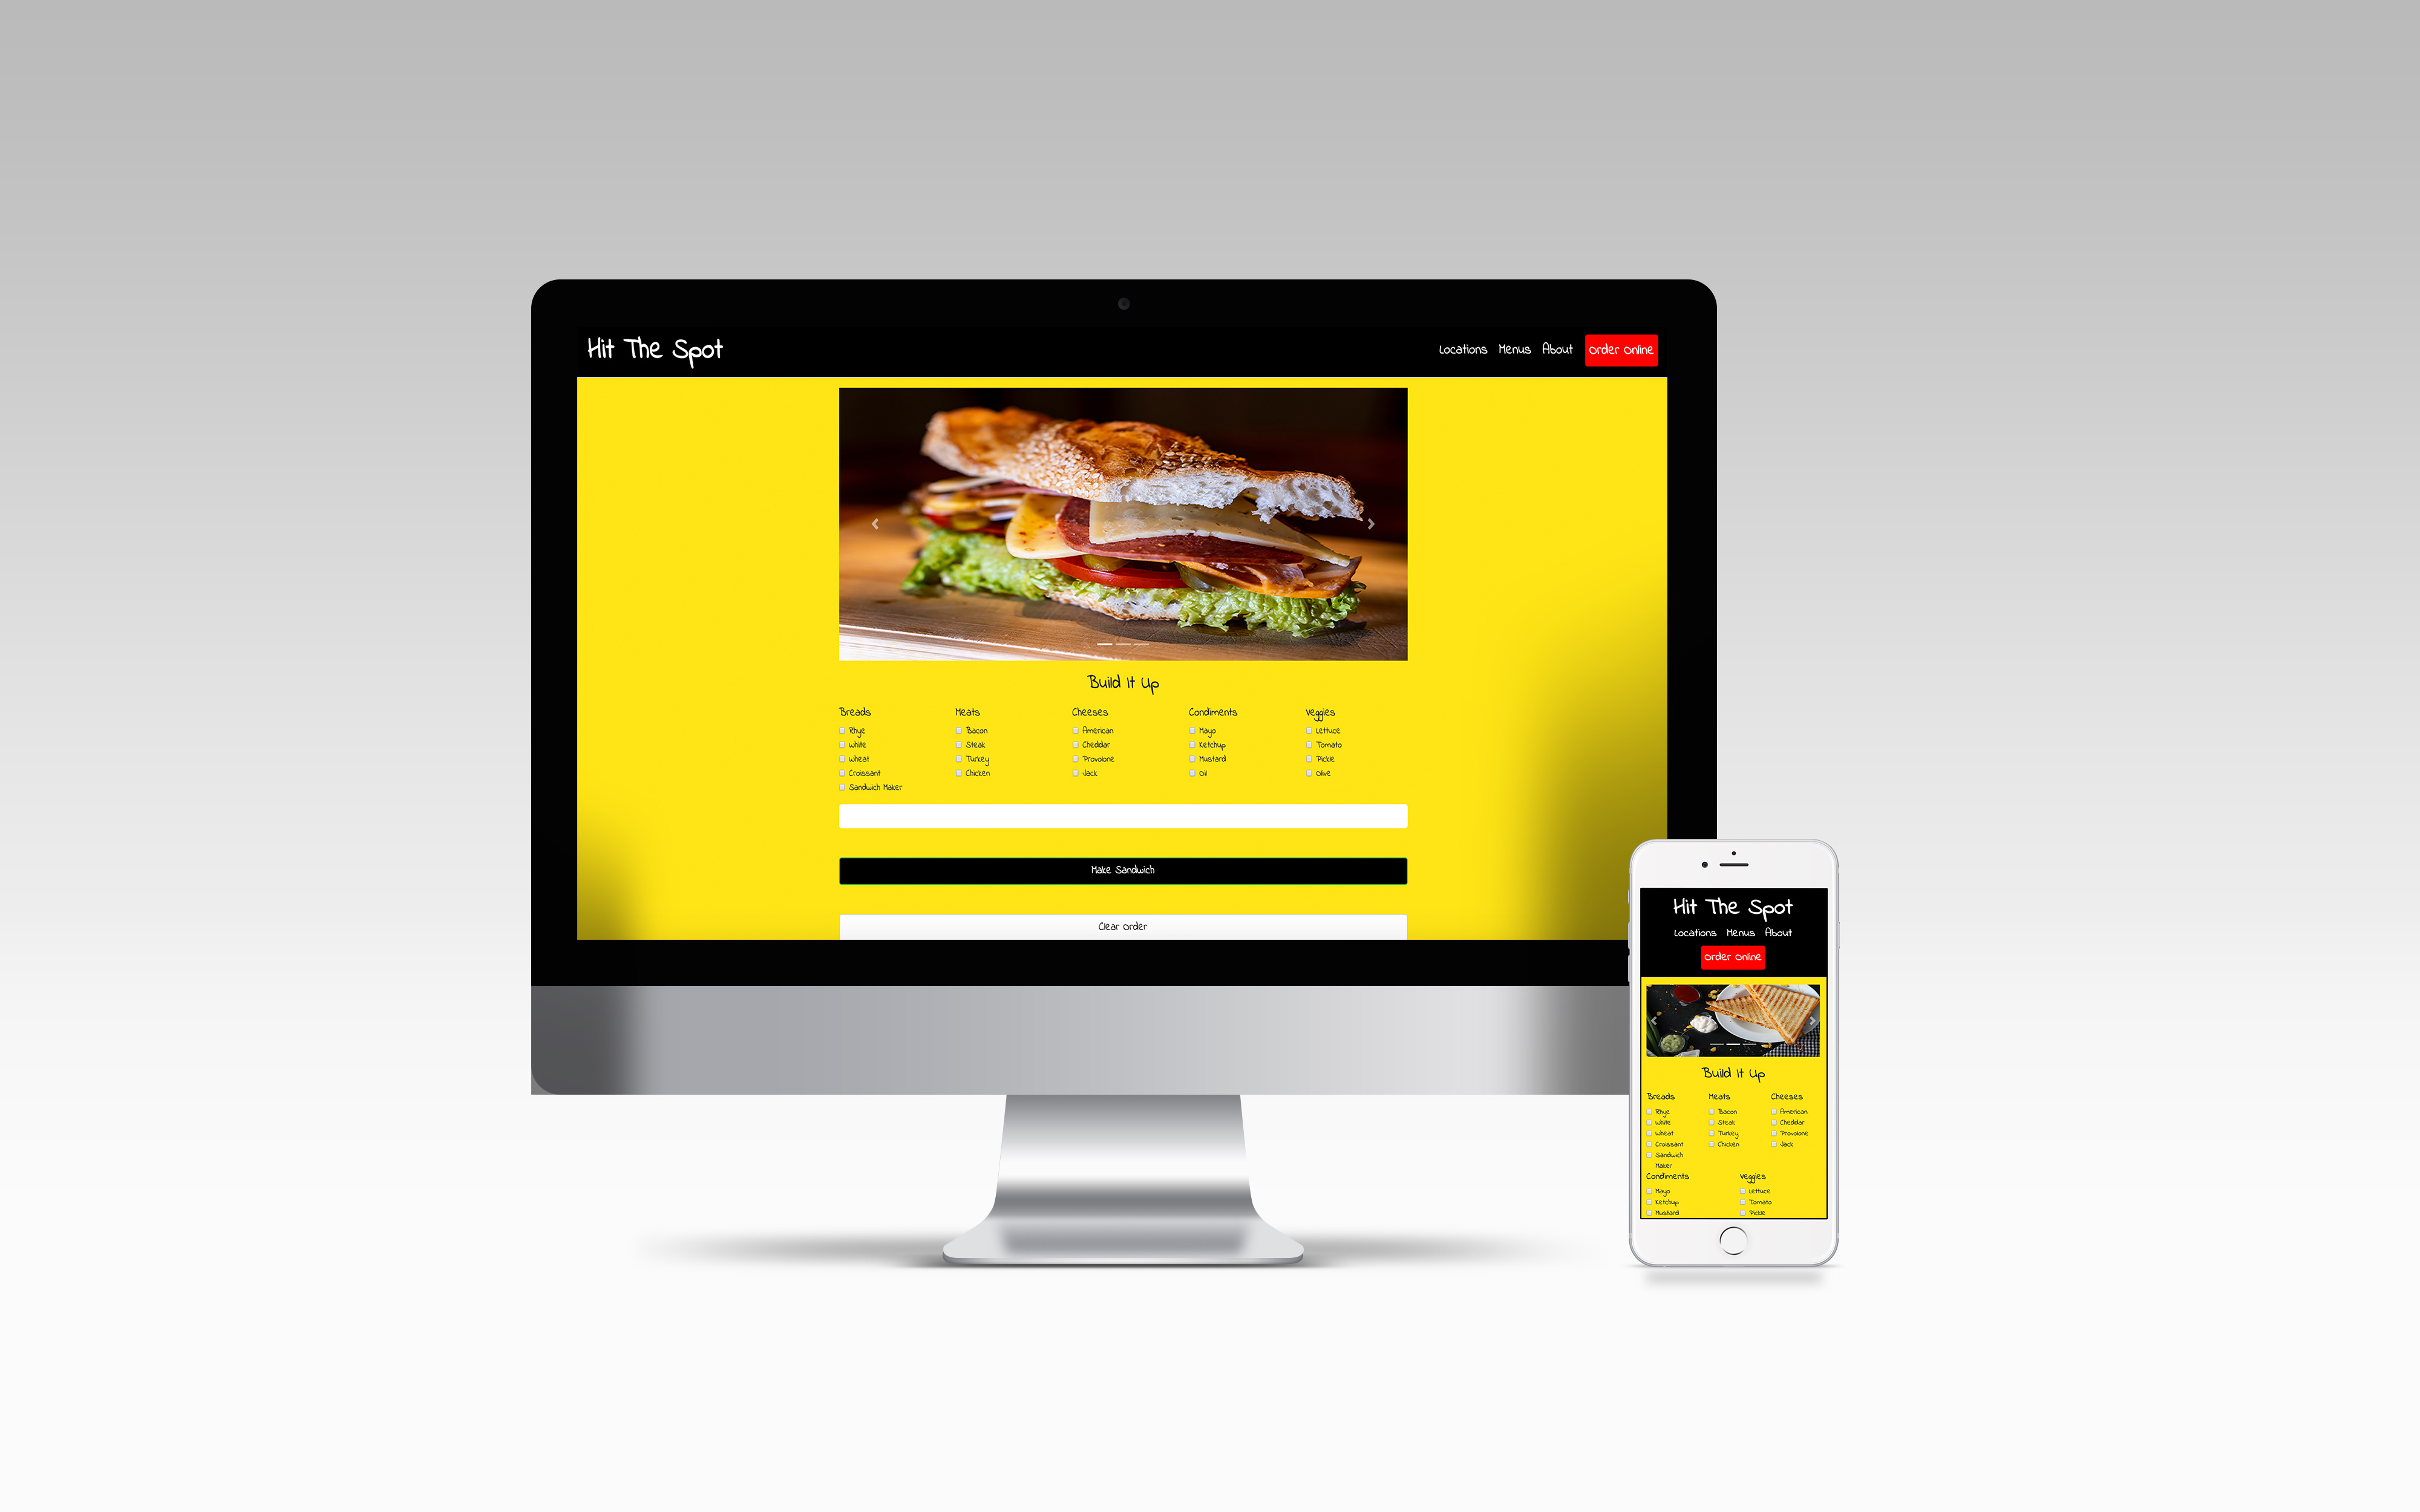 Hit The Spot
Locations Menus About Order Online
Build It Up
Breads Meats Cheeses Condiments Veggies
Rhye Bacon American Mayo Lettuce
White Steak Cheddar Ketchup Tomato
Wheat Turkey Provolone Mustard Pickle
Croissant Chicken Jack Oil Olive
Sandwich Maker
Make Sandwich
Clear Order
Hit The Spot
Locations Menus About
Order Online
Build It Up
Breads Meats Cheeses
Rhye Bacon American
White Steak Cheddar
Wheat Turkey Provolone
Croissant Chicken Jack
Sandwich
Maker
Condiments Veggies
Mayo Lettuce
Ketchup Tomato
Mustard Pickle